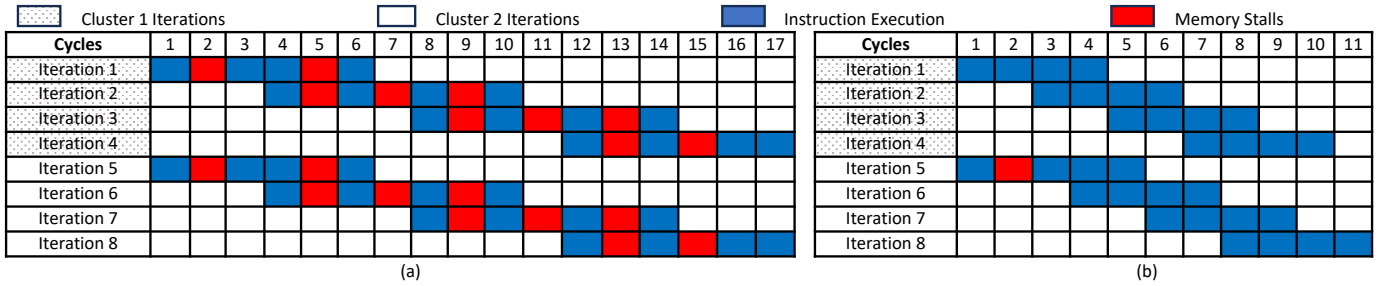 Cluster 1 Iterations Cluster 2 Iterations Instruction Execution Memory Stalls
Cycles 1 2 3 4 5 6 7 8 9 10 11 12 13 14 15 16 17
Iteration 1
Iteration 2
Iteration 3
Iteration 4
Iteration 5
Iteration 6
Iteration 7
Iteration 8
(a)
Cycles 1 2 3 4 5 6 7 8 9 10 11
Iteration 1
Iteration 2
Iteration 3
Iteration 4
Iteration 5
Iteration 6
Iteration 7
Iteration 8
(b)